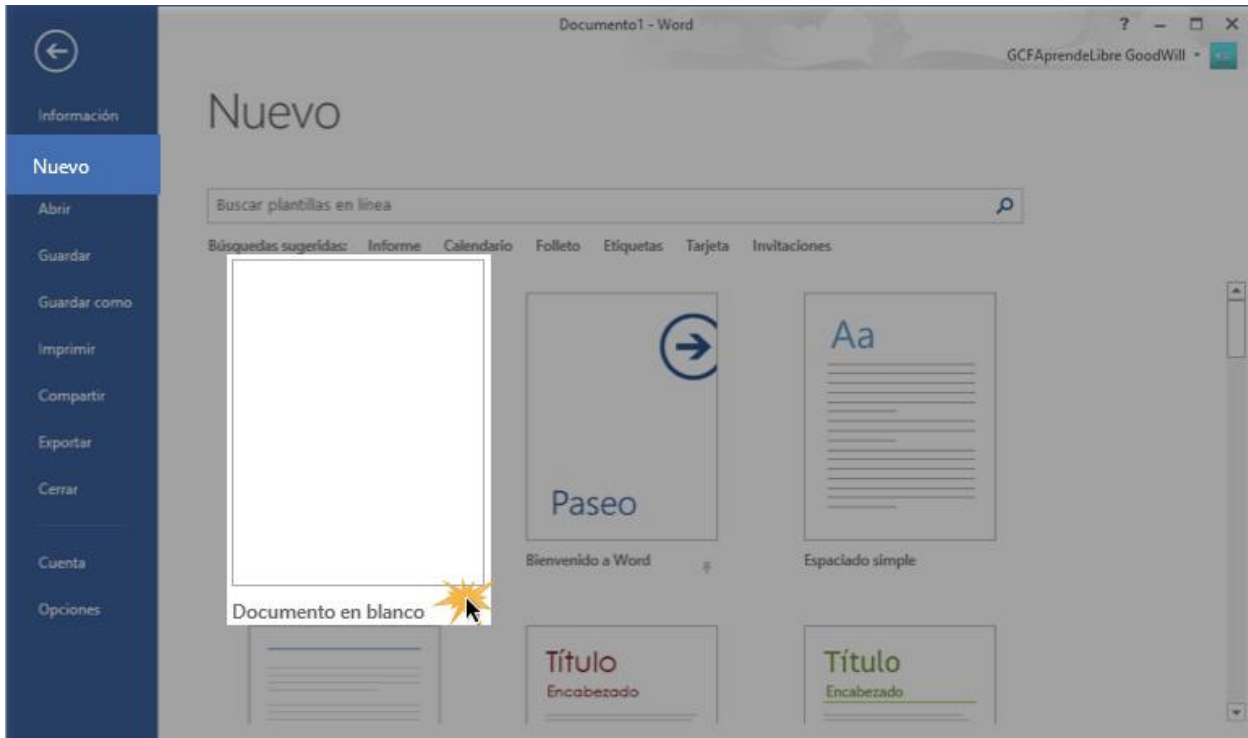 Documento1 - Word
?
GCFAprendeLibre GoodWill
Información
Nuevo
Abrir
Guardar
Guardar como
Imprimir
Compartir
Exportar
Cerrar
Cuenta
Opciones
Nuevo
Buscar plantillas en línea
Búsquedas sugeridas: Informe Calendario Folleto Etiquetas Tarjeta Invitaciones
Documento en blanco
Paseo
Bienvenido a Word
Aa
Espaciado simple
Título
Encabezado
Título
Encabezado